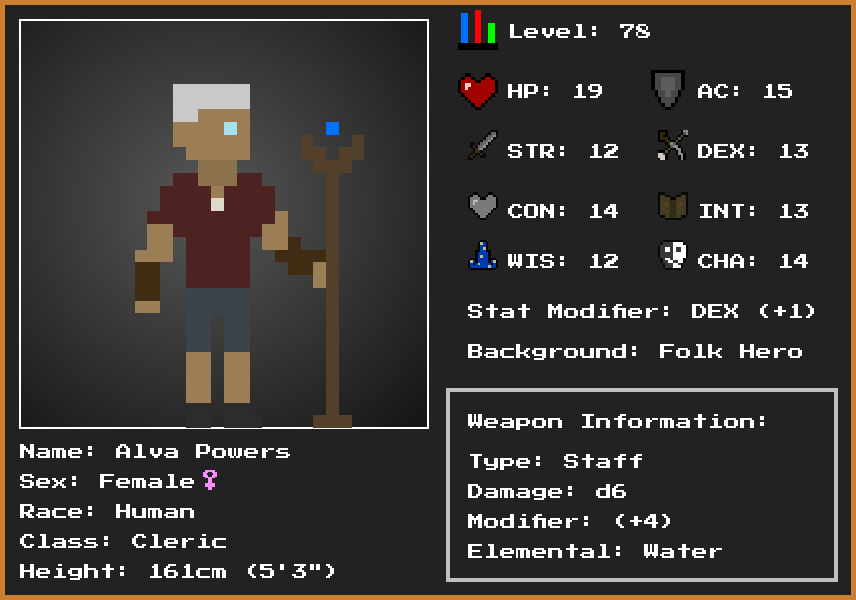 Level: 78
HP: 19 AC: 15
STR: 12 DEX: 13
CON: 14 INT: 13
WIS: 12 CHA: 14
Stat Modifier: DEX (+1)
Background: Folk Hero
Weapon Information:
Type: Staff
Damage: d6
Modifier: (+4)
Elemental: Water
Name: Alva Powers
Sex: Female♀
Race: Human
Class: Cleric
Height: 161cm (5'3")